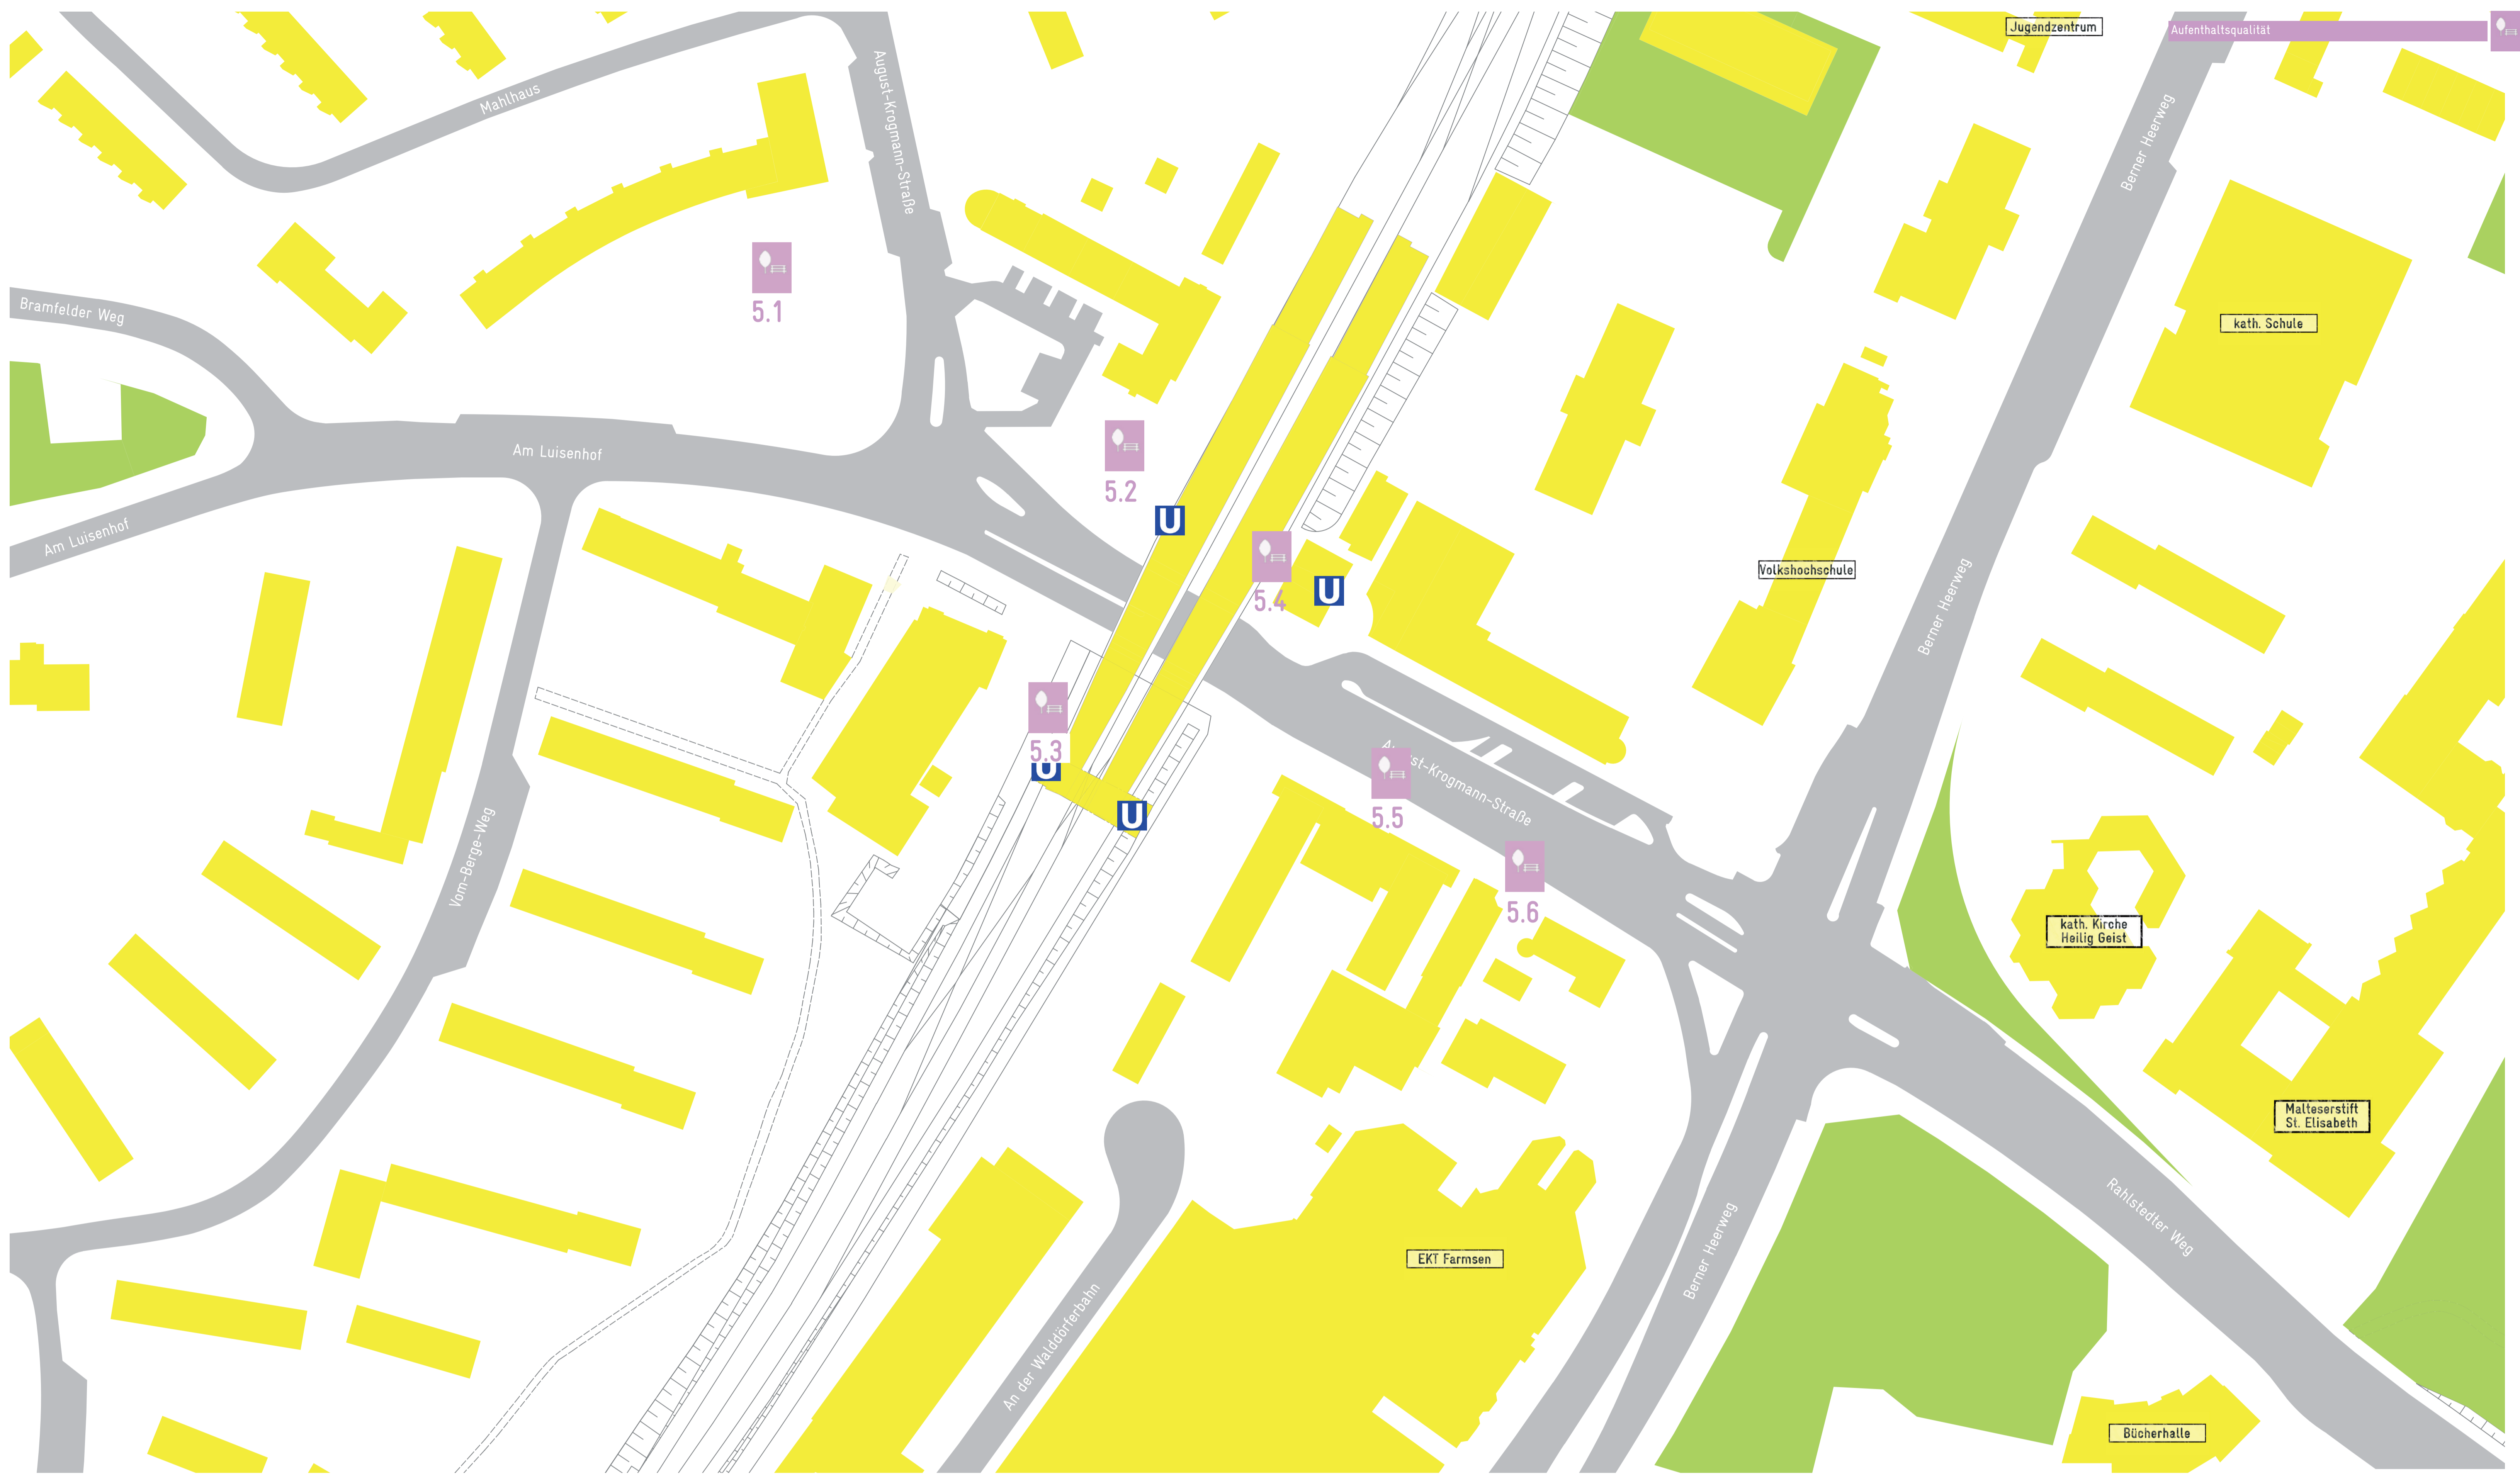 Jugendzentrum
Aufenthaltsqualität
Mahlhaus
August-Krogmann-Straße
Berner Heerweg
5.1
Bramfelder Weg
kath. Schule
Am Luisenhof
5.2
U
Am Luisenhof
Volkshochschule
5.4
U
Berner Heerweg
5.3
U
August-Krogmann-Straße
5.5
U
Vom-Berge-Weg
5.6
kath. Kirche
Heilig Geist
Malteserstift
St. Elisabeth
Rahlstedter Weg
Berner Heerweg
EKT Farmsen
An der Walddörferbahn
Bücherhalle